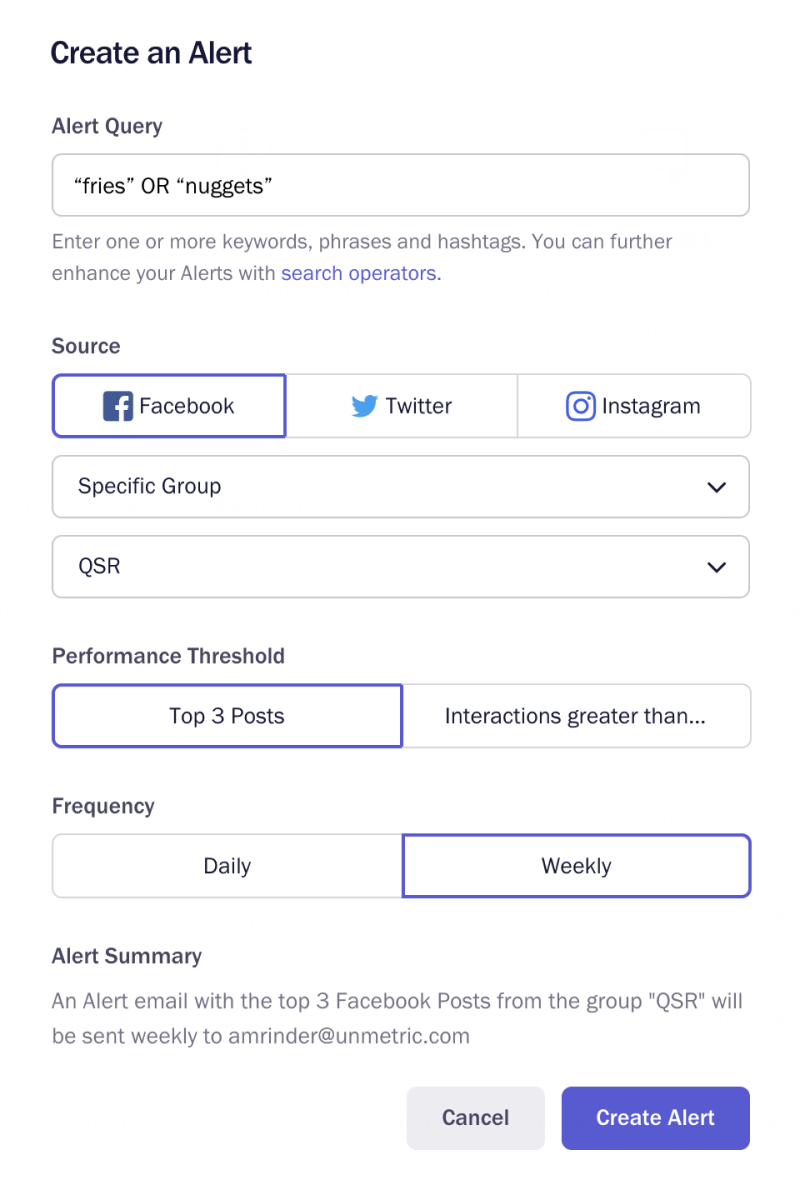 Create an Alert
Alert Query
“fries” OR “nuggets”
Enter one or more keywords, phrases and hashtags. You can further
enhance your Alerts with search operators.
Source
Facebook
Twitter
Instagram
Specific Group
QSR
Performance Threshold
Top 3 Posts
Interactions greater than...
Frequency
Daily
Weekly
Alert Summary
An Alert email with the top 3 Facebook Posts from the group "QSR" will
be sent weekly to amrinder@unmetric.com
Cancel
Create Alert